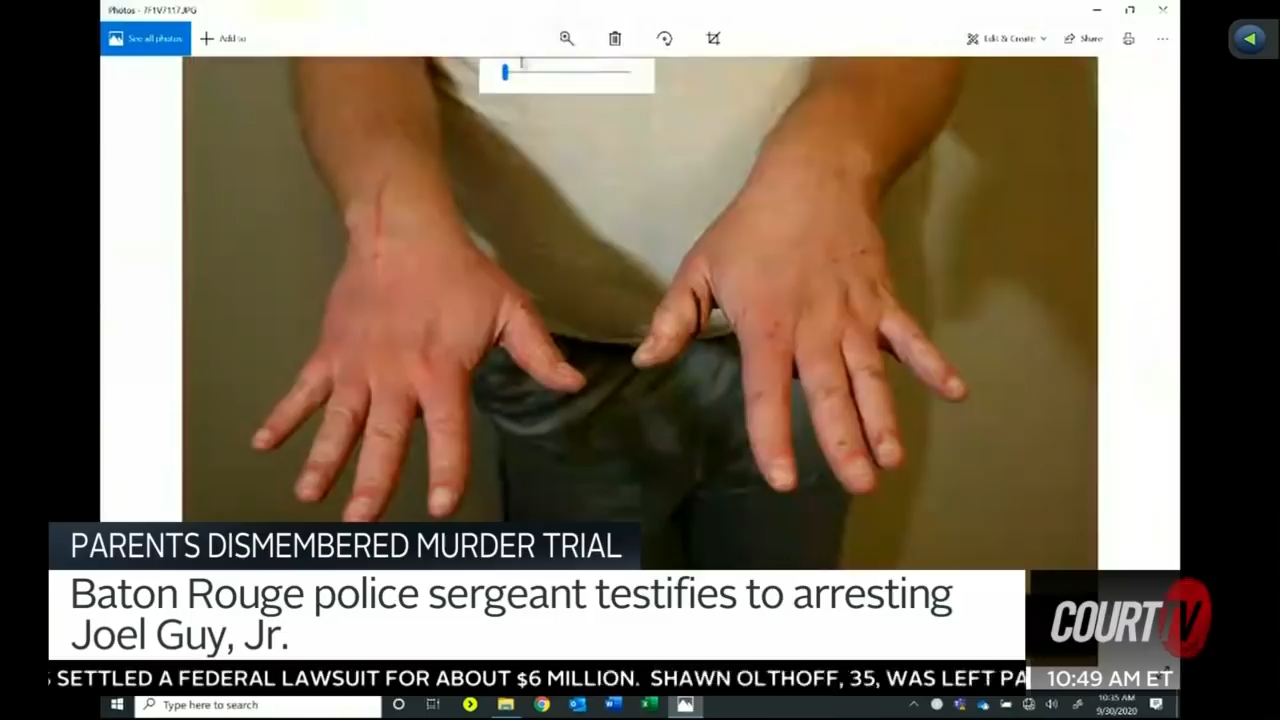 Photos - 7F1V7117.JPG
See all photos
Add to
Edit & Create
Share
PARENTS DISMEMBERED MURDER TRIAL
Baton Rouge police sergeant testifies to arresting
Joel Guy, Jr.
COURT TV
SETTLED A FEDERAL LAWSUIT FOR ABOUT $6 MILLION. SHAWN OLTHOFF, 35, WAS LEFT PA
10:49 AM ET
Type here to search
10:35 AM
9/30/2020